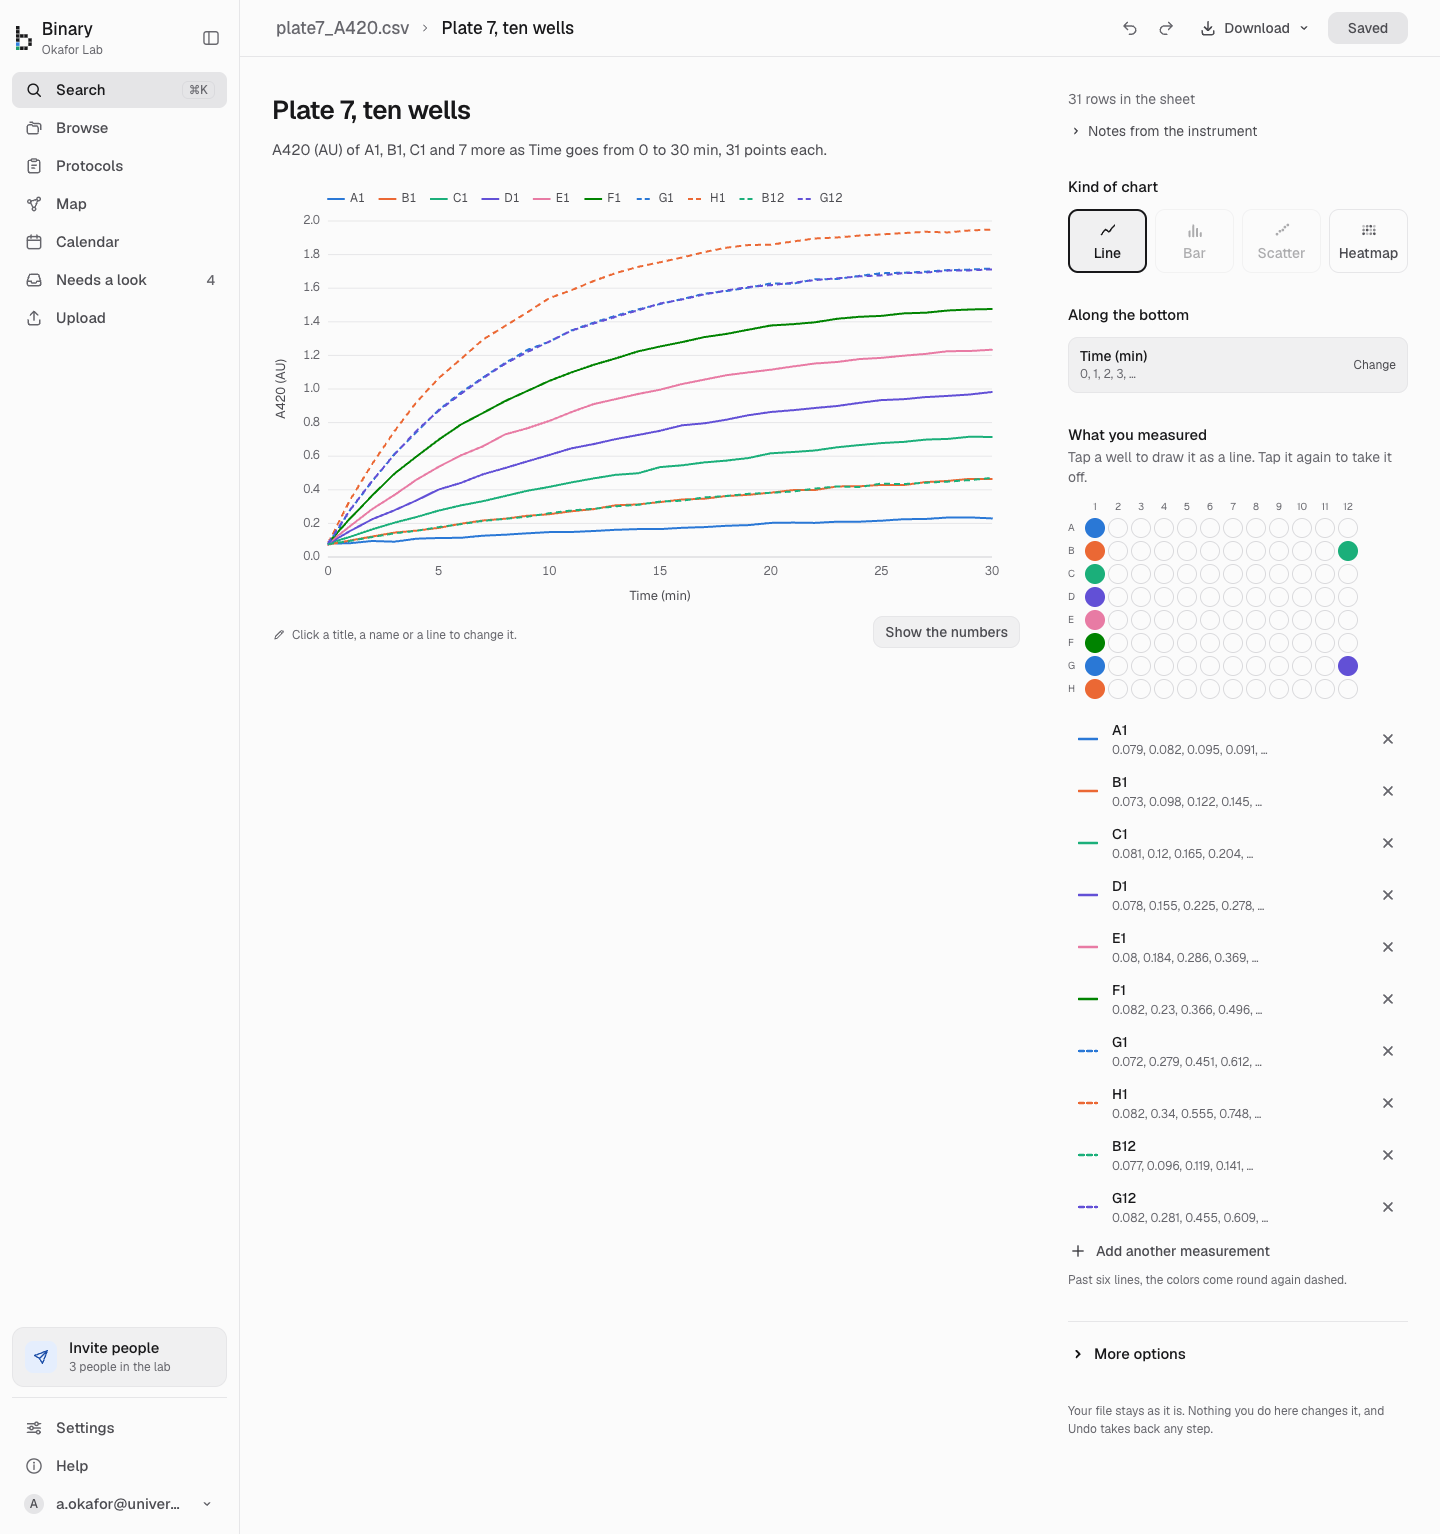 Binary
Okafor Lab
Search ⌘K
Browse
Protocols
Map
Calendar
Needs a look 4
Upload
Invite people
3 people in the lab
Settings
Help
A a.okafor@univer...
plate7_A420.csv › Plate 7, ten wells
Download
Saved
Plate 7, ten wells
A420 (AU) of A1, B1, C1 and 7 more as Time goes from 0 to 30 min, 31 points each.
A1 B1 C1 D1 E1 F1 G1 H1 B12 G12
2.0
1.8
1.6
1.4
1.2
1.0
0.8
0.6
0.4
0.2
0.0
A420 (AU)
0 5 10 15 20 25 30
Time (min)
Click a title, a name or a line to change it.
Show the numbers
31 rows in the sheet
Notes from the instrument
Kind of chart
Line Bar Scatter Heatmap
Along the bottom
Time (min)
0, 1, 2, 3, ...
Change
What you measured
Tap a well to draw it as a line. Tap it again to take it
off.
1 2 3 4 5 6 7 8 9 10 11 12
A
B
C
D
E
F
G
H
A1
0.079, 0.082, 0.095, 0.091, ...
B1
0.073, 0.098, 0.122, 0.145, ...
C1
0.081, 0.12, 0.165, 0.204, ...
D1
0.078, 0.155, 0.225, 0.278, ...
E1
0.08, 0.184, 0.286, 0.369, ...
F1
0.082, 0.23, 0.366, 0.496, ...
G1
0.072, 0.279, 0.451, 0.612, ...
H1
0.082, 0.34, 0.555, 0.748, ...
B12
0.077, 0.096, 0.119, 0.141, ...
G12
0.082, 0.281, 0.455, 0.609, ...
Add another measurement
Past six lines, the colors come round again dashed.
More options
Your file stays as it is. Nothing you do here changes it, and
Undo takes back any step.